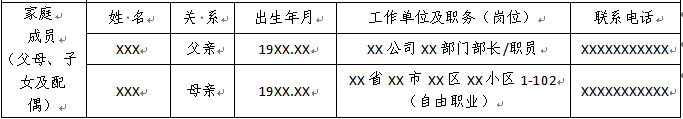 家庭
成员
（父母、子
女及配
偶）
姓·名 关·系 出生年月 工作单位及职务（岗位） 联系电话
XXX 父亲 19XX.XX XX 公司 XX 部门部长/职员 XXXXXXXXXXX
XXX 母亲 19XX.XX XX 省 XX 市 XX 区 XX 小区 1-102
（自由职业） XXXXXXXXXXX